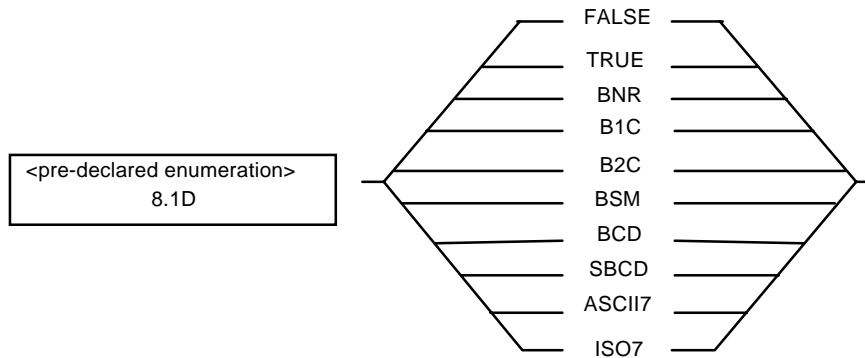 <pre-declared enumeration>
8.1D
FALSE
TRUE
BNR
B1C
B2C
BSM
BCD
SBCD
ASCII7
ISO7